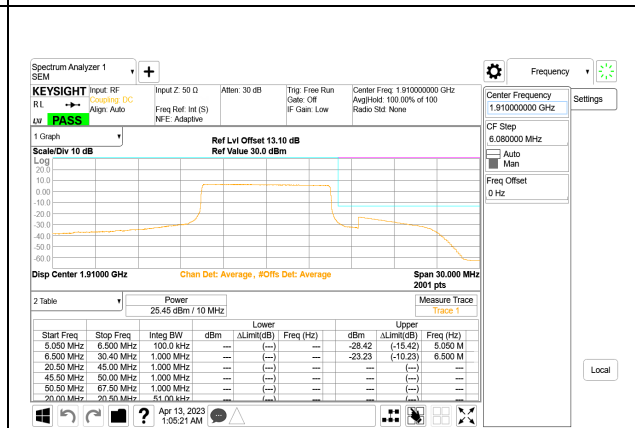 Spectrum Analyzer 1
SEM
+
Frequency
KEYSIGHT
RL
LVI PASS
Input: RF
Coupling: DC
Align: Auto
Input Z: 50 Ω
Freq Ref: Int (S)
NFE: Adaptive
Atten: 30 dB
Trig: Free Run
Gate: Off
IF Gain: Low
Center Freq: 1.910000000 GHz
Avg|Hold: 100.00% of 100
Radio Std: None
Center Frequency
1.910000000 GHz
Settings
CF Step
6.080000 MHz
Auto
Man
Freq Offset
0 Hz
1 Graph
Scale/Div 10 dB
Ref Lvl Offset 13.10 dB
Ref Value 30.0 dBm
Log
20.0
10.0
0.00
-10.0
-20.0
-30.0
-40.0
-50.0
-60.0
Disp Center 1.91000 GHz
Chan Det: Average , #Offs Det: Average
Span 30.000 MHz
2001 pts
2 Table
Power
25.45 dBm / 10 MHz
Measure Trace
Trace 1
Lower Upper
Start Freq Stop Freq Integ BW dBm ΔLimit(dB) Freq (Hz) dBm ΔLimit(dB) Freq (Hz)
5.050 MHz 6.500 MHz 100.0 kHz --- (---) --- -28.42 (-15.42) 5.050 M
6.500 MHz 30.40 MHz 1.000 MHz --- (---) --- -23.23 (-10.23) 6.500 M
20.50 MHz 45.00 MHz 1.000 MHz --- (---) --- --- (---) ---
45.50 MHz 50.00 MHz 1.000 MHz --- (---) --- --- (---) ---
50.50 MHz 67.50 MHz 1.000 MHz --- (---) --- --- (---) ---
20.00 MHz 20.50 MHz 51.00 kHz --- (---) --- --- (---) ---
Local
?
Apr 13, 2023
1:05:21 AM